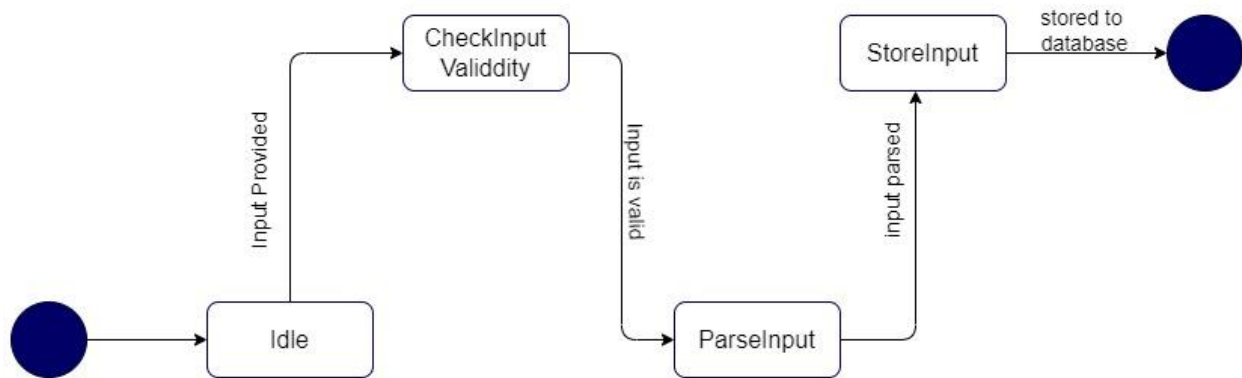 CheckInput
Validdity
StoreInput
stored to
database
Input Provided
Input is valid
input parsed
Idle
ParseInput